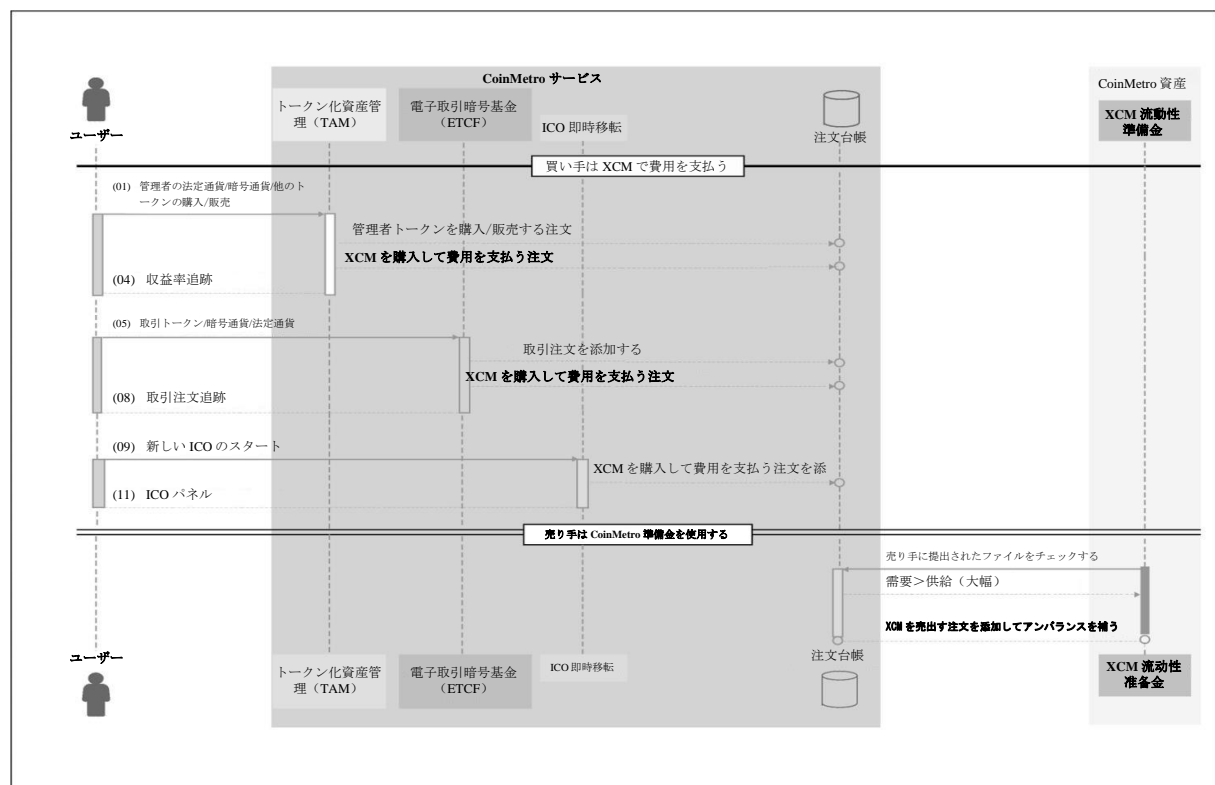 CoinMetro サービス
CoinMetro 資産
ユーザー
トークン化資産管
理（TAM）
電子取引暗号基金
（ETCF）
ICO 即時移転
注文台帳
XCM 流動性
準備金
買い手は XCM で費用を支払う
(01) 管理者の法定通貨/暗号通貨/他のト
ークンの購入/販売
管理者トークンを購入/販売する注文
XCM を購入して費用を支払う注文
(04) 収益率追跡
(05) 取引トークン/暗号通貨/法定通貨
取引注文を添加する
XCM を購入して費用を支払う注文
(08) 取引注文追跡
(09) 新しい ICO のスタート
XCM を購入して費用を支払う注文を添
(11) ICO パネル
売り手は CoinMetro 準備金を使用する
売り手に提出されたファイルをチェックする
需要＞供給（大幅）
XCM を売出す注文を添加してアンバランスを補う
ユーザー
トークン化資産管
理（TAM）
電子取引暗号基金
（ETCF）
ICO 即時移転
注文台帳
XCM 流动性
准备金